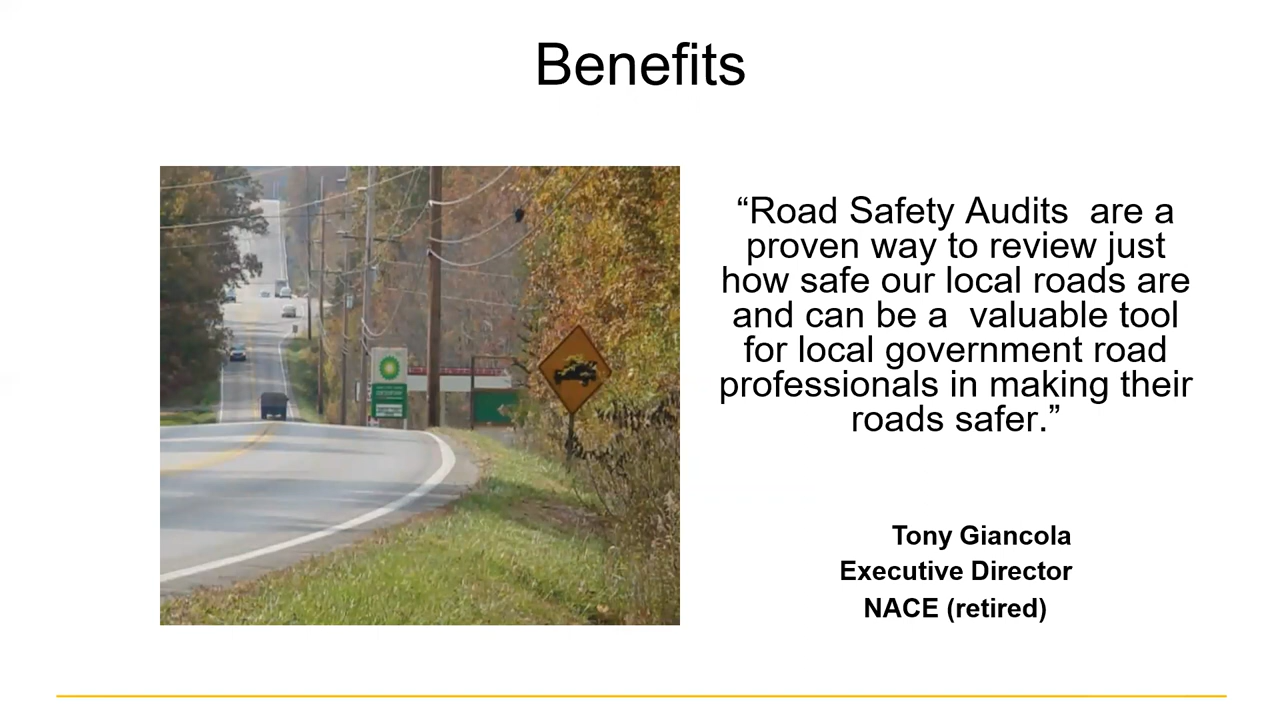 Benefits
“Road Safety Audits  are a
proven way to review just
how safe our local roads are
and can be a  valuable tool
for local government road
professionals in making their
roads safer.”
Tony Giancola
Executive Director
NACE (retired)